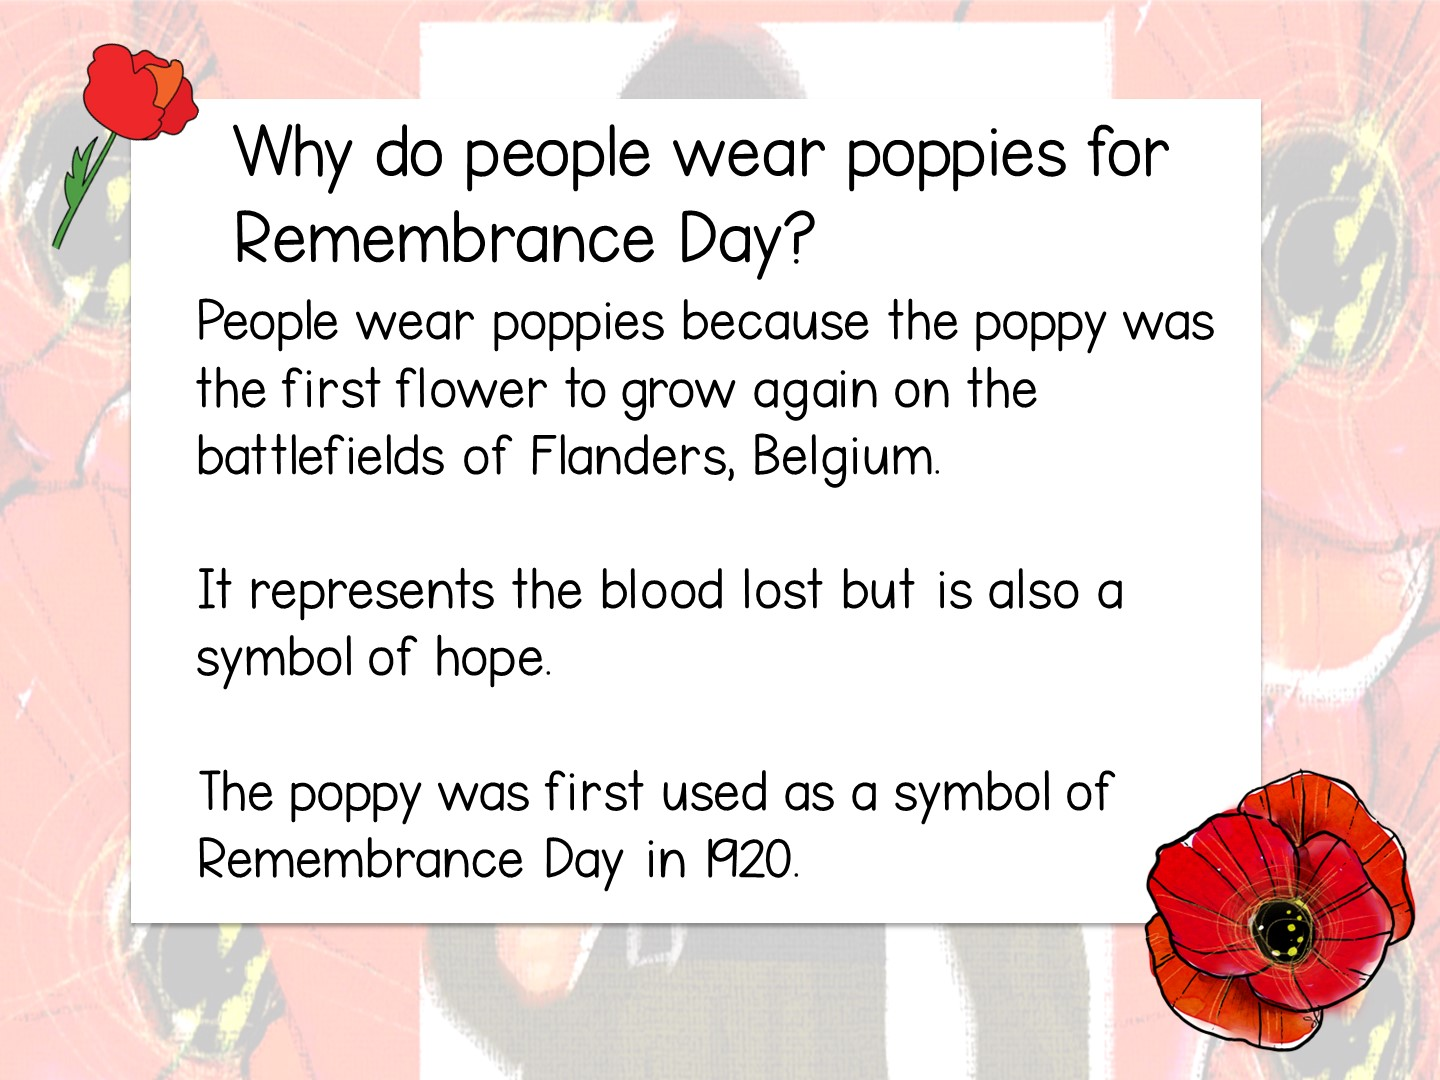 Why do people wear poppies for
Remembrance Day?
People wear poppies because the poppy was
the first flower to grow again on the
battlefields of Flanders, Belgium.
It represents the blood lost but is also a
symbol of hope.
The poppy was first used as a symbol of
Remembrance Day in 1920.